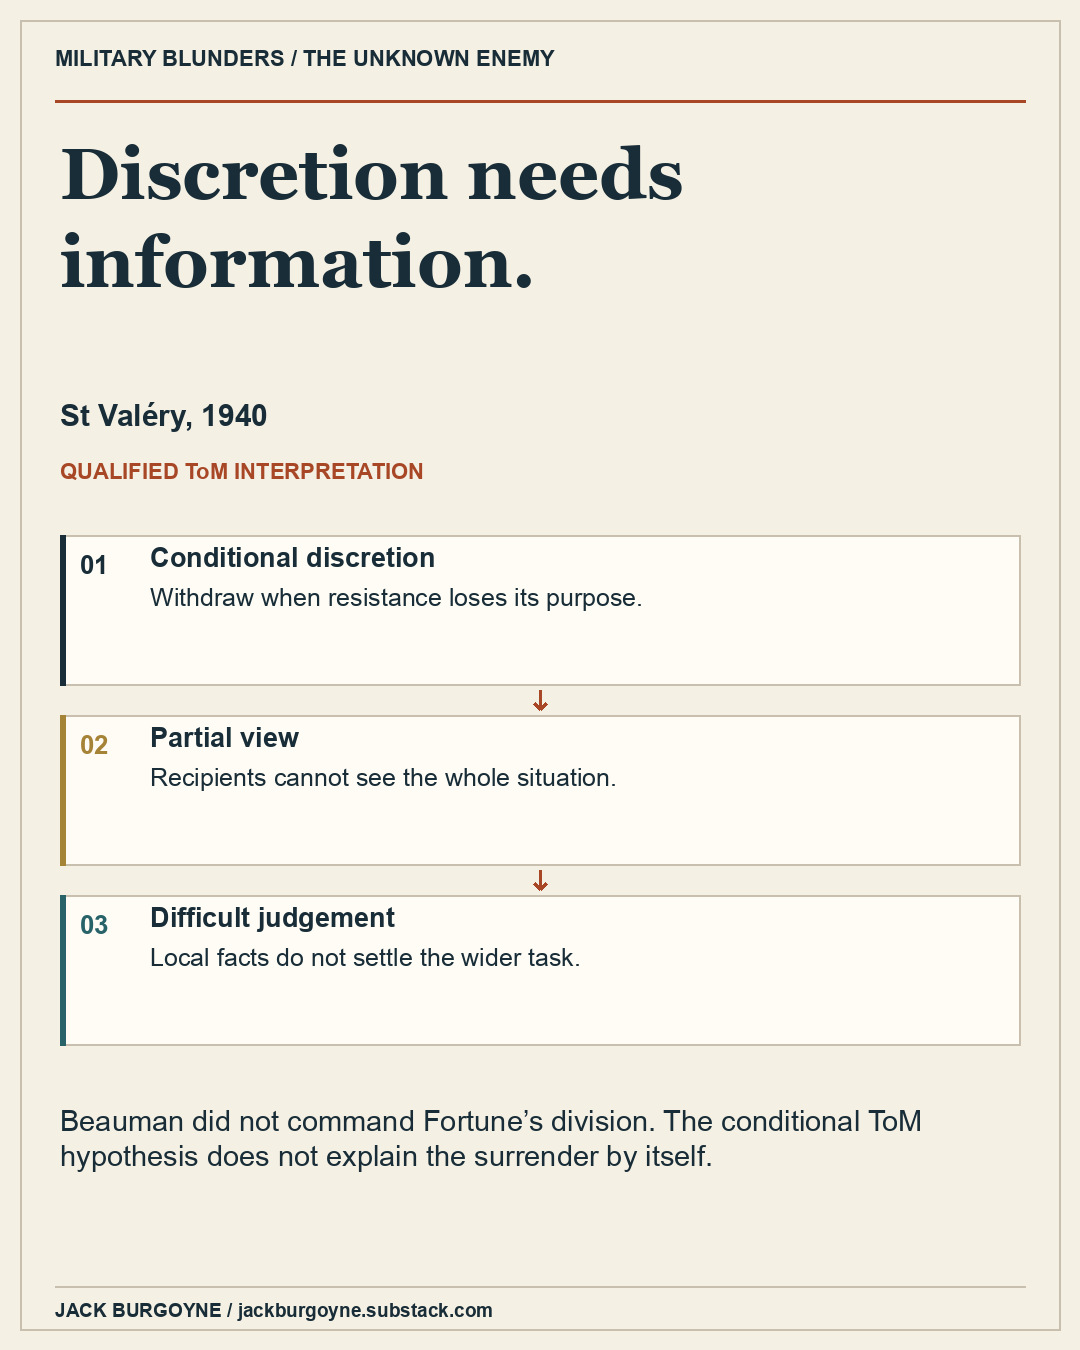 MILITARY BLUNDERS / THE UNKNOWN ENEMY
Discretion needs
information.
St Valéry, 1940
QUALIFIED ToM INTERPRETATION
01
Conditional discretion
Withdraw when resistance loses its purpose.
↓
02
Partial view
Recipients cannot see the whole situation.
↓
03
Difficult judgement
Local facts do not settle the wider task.
Beauman did not command Fortune’s division. The conditional ToM
hypothesis does not explain the surrender by itself.
JACK BURGOYNE / jackburgoyne.substack.com